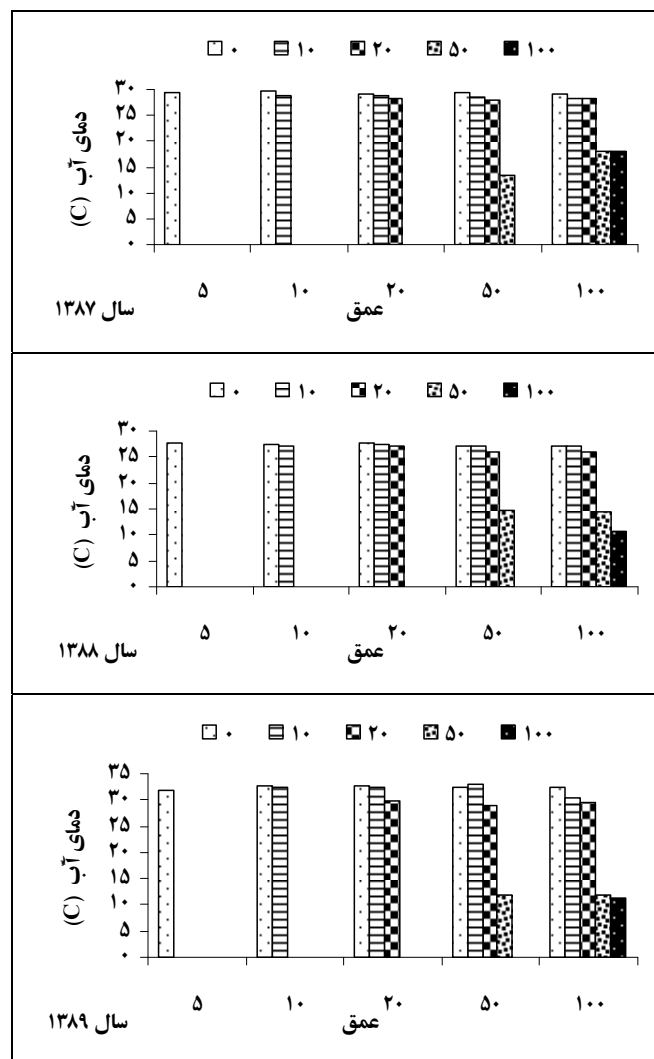 ۰ ۱۰ ۲۰ ۵۰ ۱۰۰
دمای آب (C)
۳۰
۲۵
۲۰
۱۵
۱۰
۵
۰
۵ ۱۰ ۲۰ ۵۰ ۱۰۰
عمق
سال ۱۳۸۷
۰ ۱۰ ۲۰ ۵۰ ۱۰۰
دمای آب (C)
۳۰
۲۵
۲۰
۱۵
۱۰
۵
۰
۵ ۱۰ ۲۰ ۵۰ ۱۰۰
عمق
سال ۱۳۸۸
۰ ۱۰ ۲۰ ۵۰ ۱۰۰
دمای آب (C)
۳۵
۳۰
۲۵
۲۰
۱۵
۱۰
۵
۰
۵ ۱۰ ۲۰ ۵۰ ۱۰۰
عمق
سال ۱۳۸۹